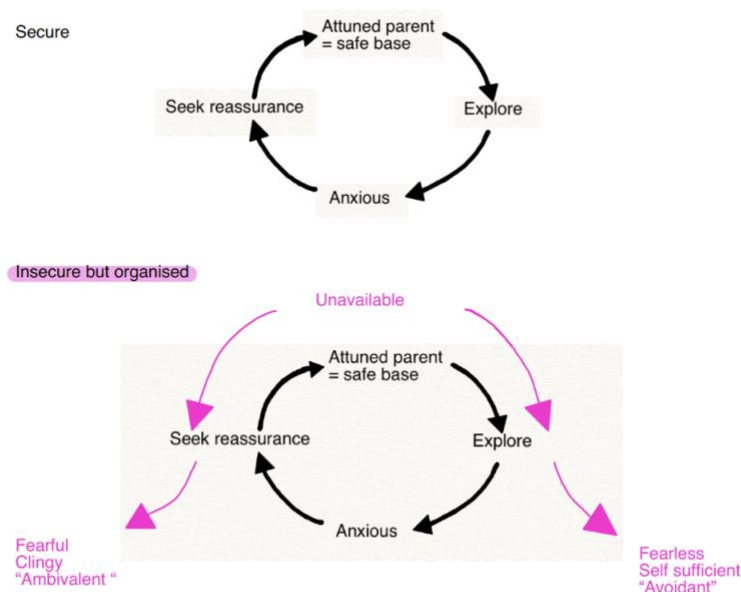 Secure
Attuned parent
= safe base
Seek reassurance
Explore
Anxious
Insecure but organised
Unavailable
Attuned parent
= safe base
Seek reassurance
Explore
Anxious
Fearful
Clingy
“Ambivalent “
Fearless
Self sufficient
“Avoidant”